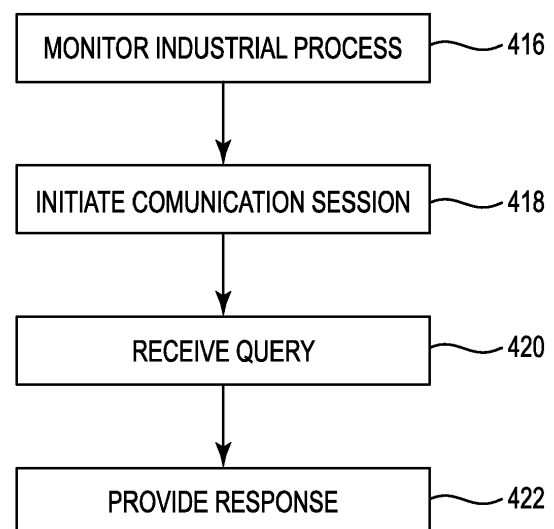 MONITOR INDUSTRIAL PROCESS 416
INITIATE COMUNICATION SESSION 418
RECEIVE QUERY 420
PROVIDE RESPONSE 422